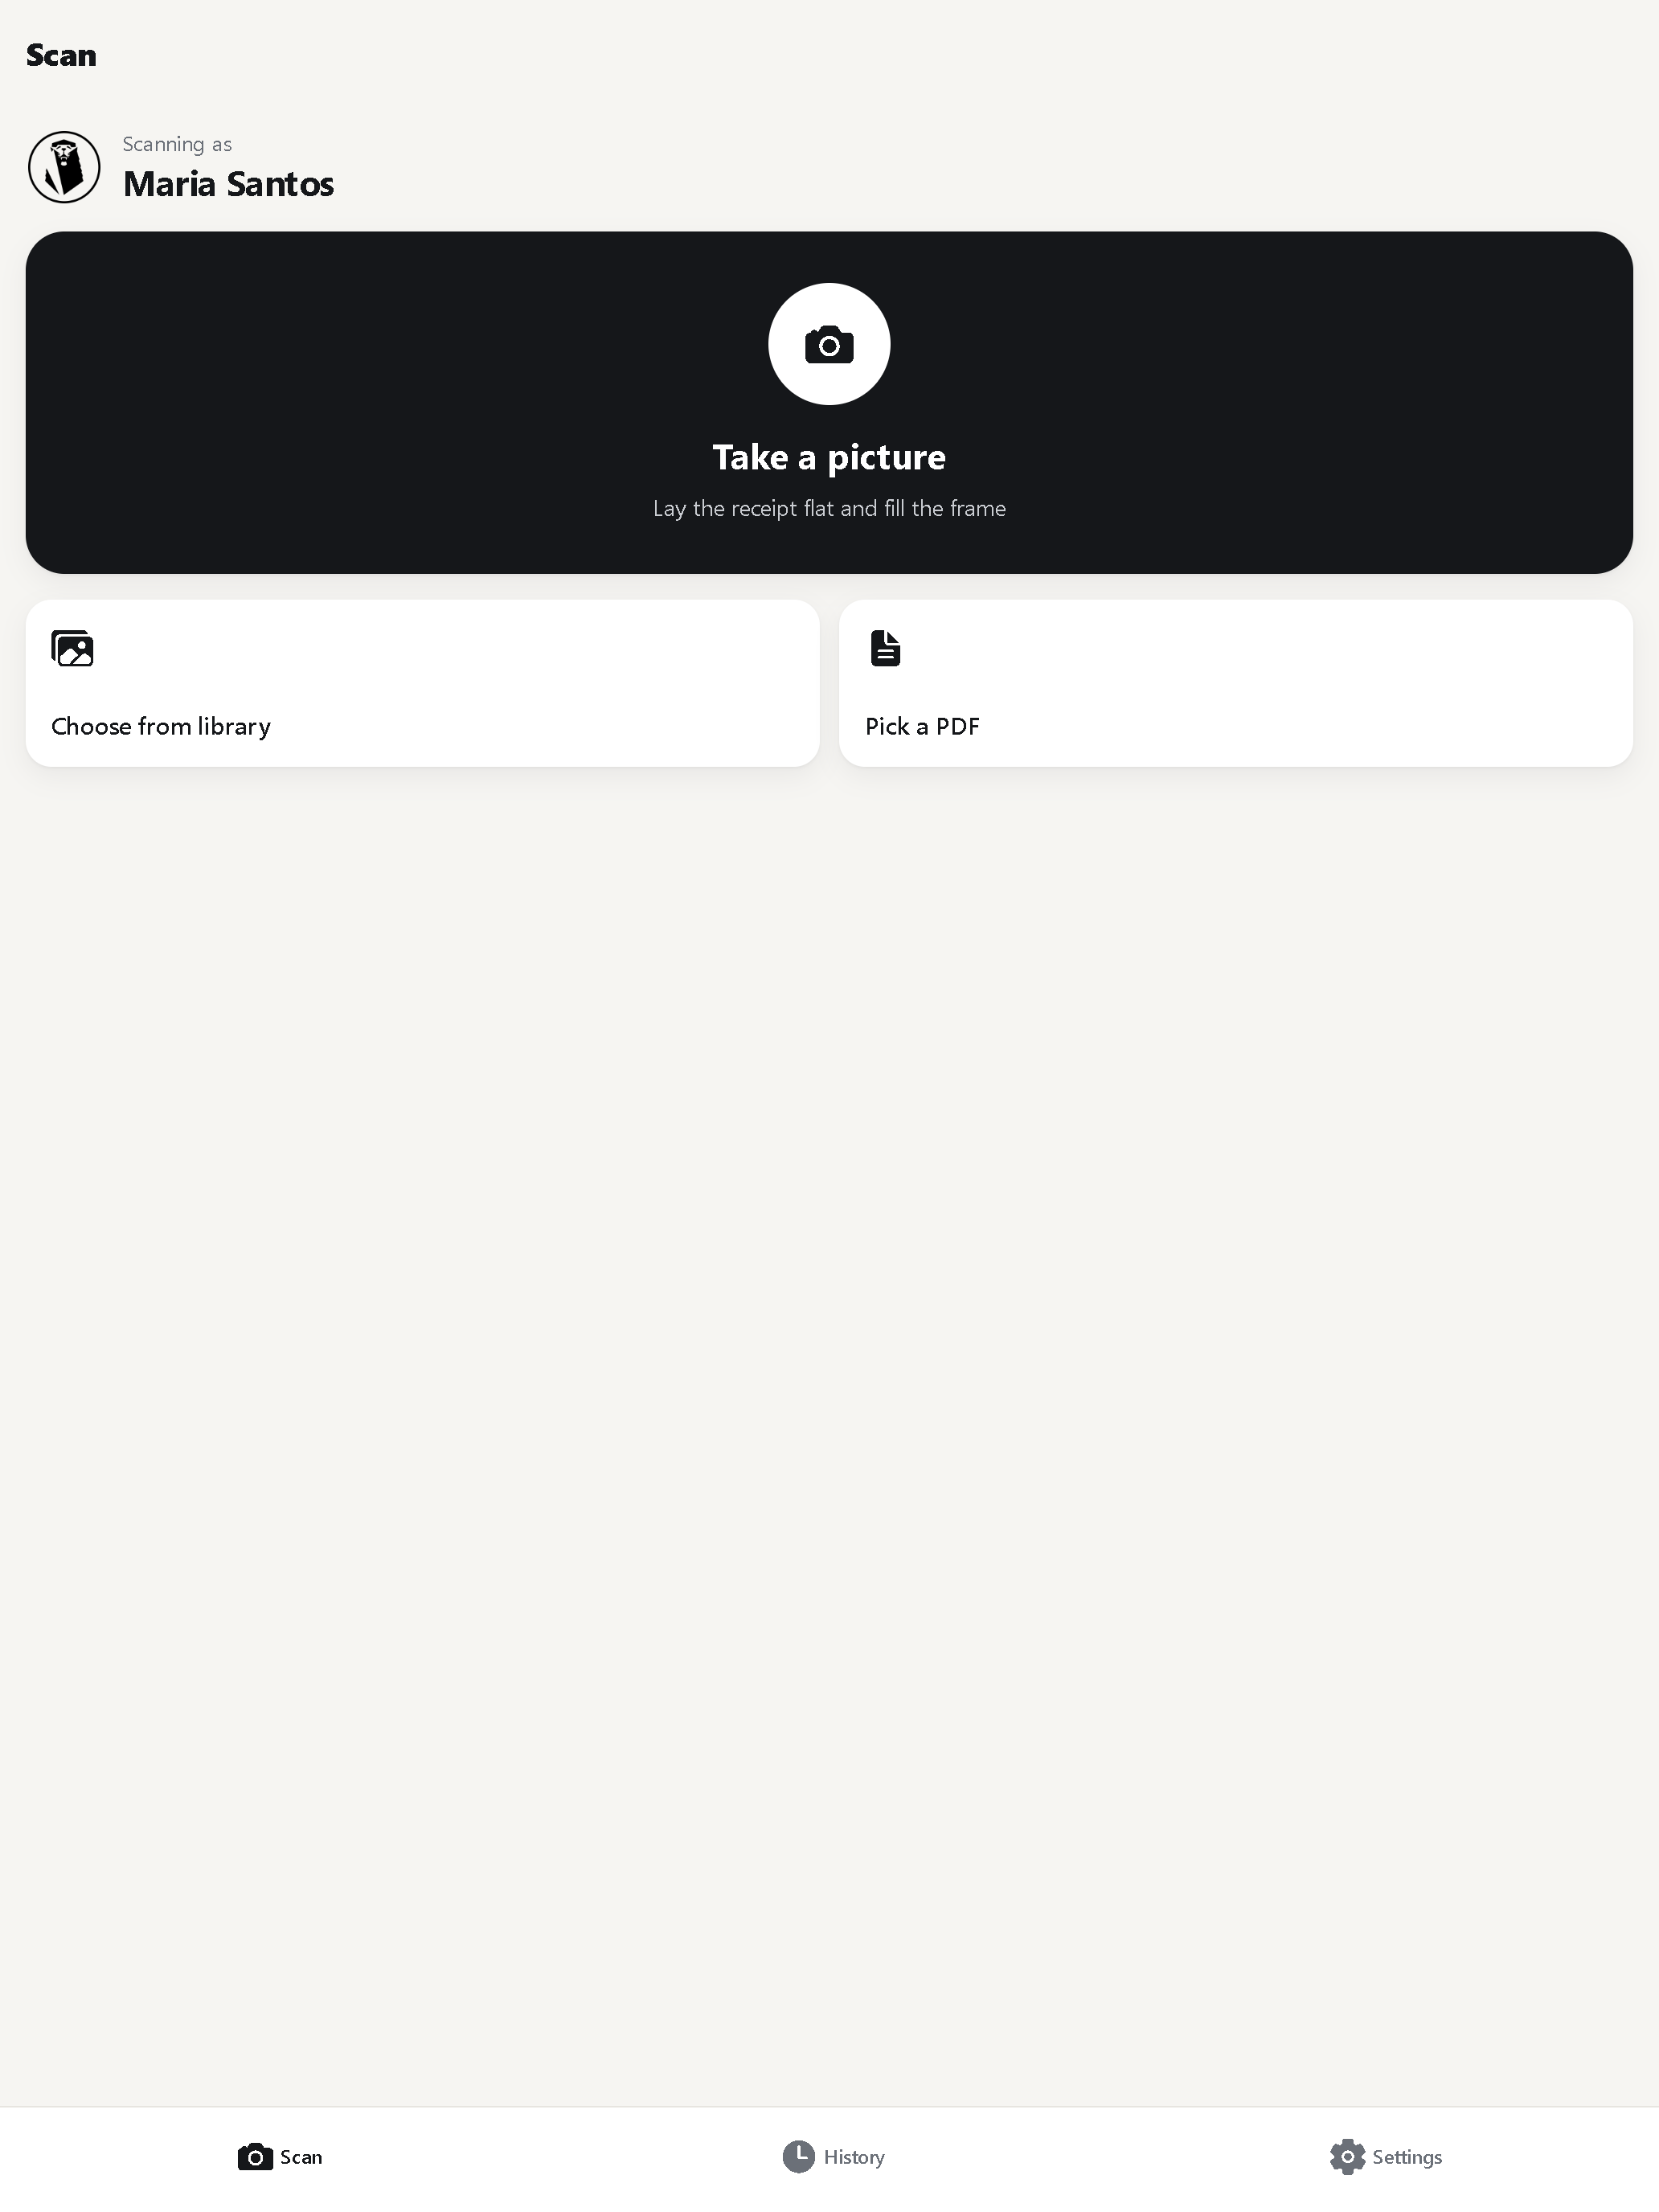 Scan
Scanning as
Maria Santos
Take a picture
Lay the receipt flat and fill the frame
Choose from library
Pick a PDF
Scan
History
Settings